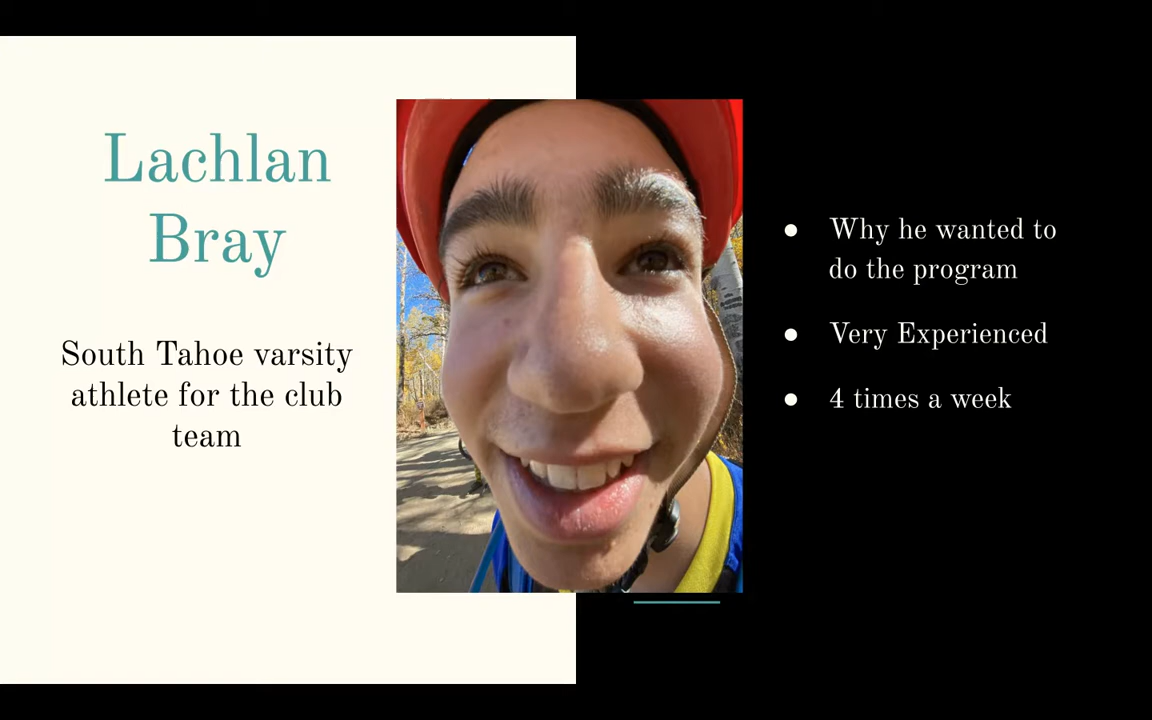 Lachlan
Bray
South Tahoe varsity
athlete for the club
team
● Why he wanted to
do the program
● Very Experienced
● 4 times a week